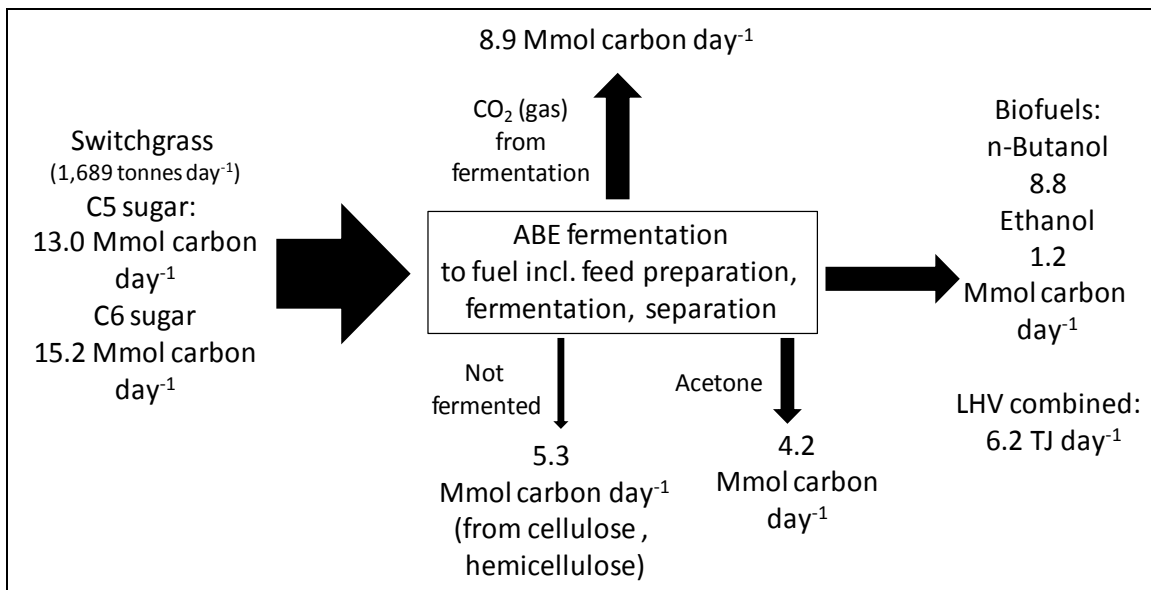 8.9 Mmol carbon day⁻¹
CO₂ (gas)
from
fermentation
Switchgrass
(1,689 tonnes day⁻¹)
C5 sugar:
13.0 Mmol carbon
day⁻¹
C6 sugar
15.2 Mmol carbon
day⁻¹
ABE fermentation
to fuel incl. feed preparation,
fermentation, separation
Biofuels:
n-Butanol
8.8
Ethanol
1.2
Mmol carbon
day⁻¹
LHV combined:
6.2 TJ day⁻¹
Not
fermented
5.3
Mmol carbon day⁻¹
(from cellulose ,
hemicellulose)
Acetone
4.2
Mmol carbon
day⁻¹